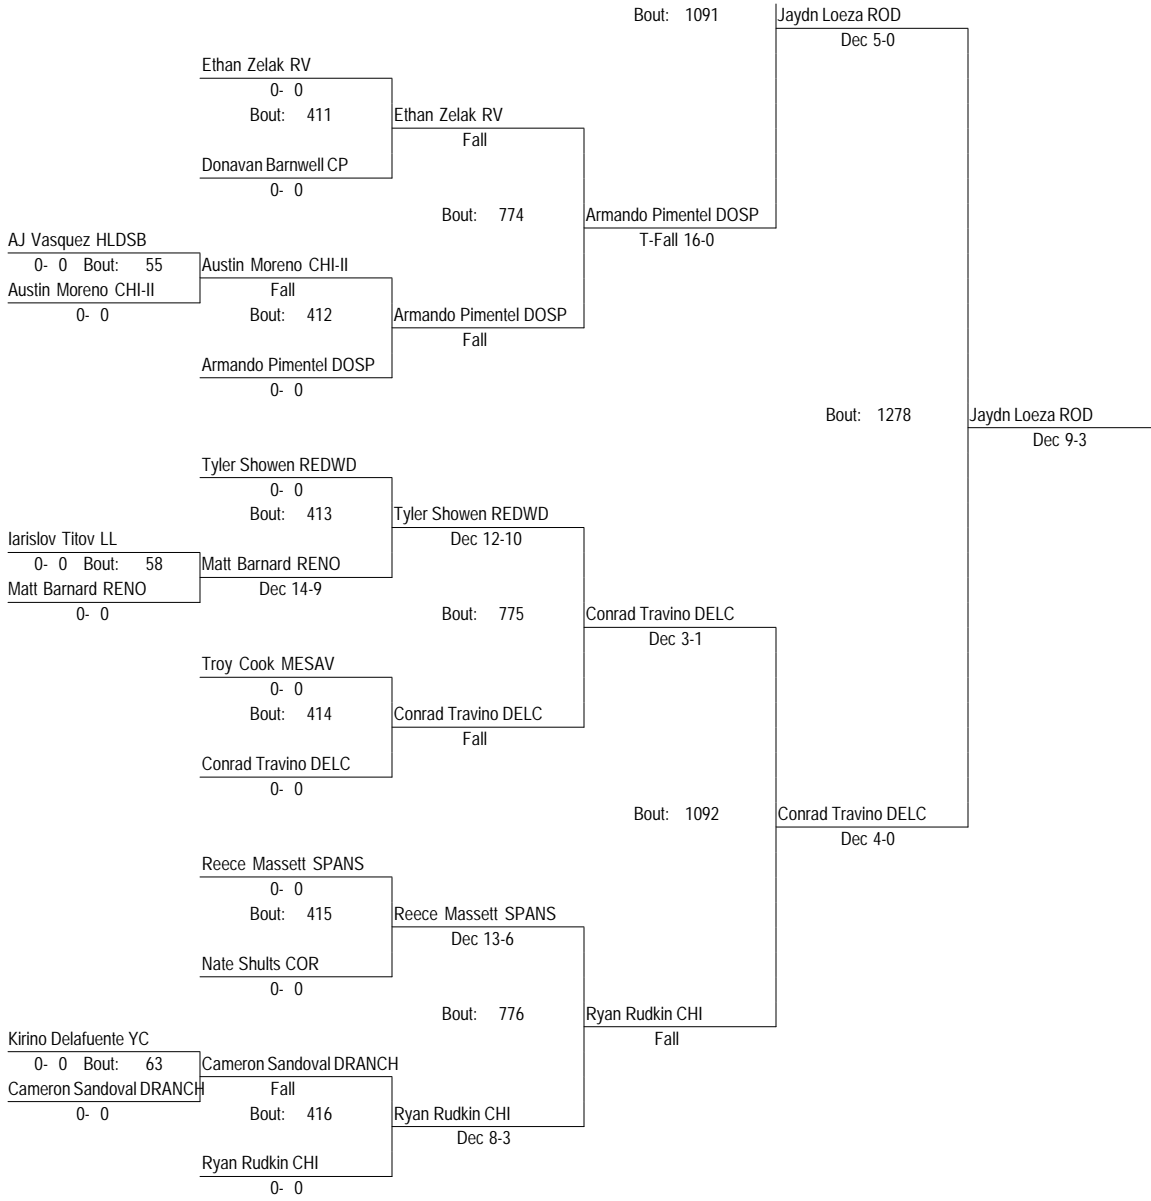 Bout: 1091 Jaydn Loeza ROD
Dec 5-0
Ethan Zelak RV
0- 0
Bout: 411 Ethan Zelak RV
Fall
Donavan Barnwell CP
0- 0
Bout: 774 Armando Pimentel DOSP
T-Fall 16-0
AJ Vasquez HLDSB
0- 0 Bout: 55 Austin Moreno CHI-II
Austin Moreno CHI-II Fall
0- 0 Bout: 412 Armando Pimentel DOSP
Fall
Armando Pimentel DOSP
0- 0
Bout: 1278 Jaydn Loeza ROD
Dec 9-3
Tyler Showen REDWD
0- 0
Bout: 413 Tyler Showen REDWD
Dec 12-10
Iarislov Titov LL
0- 0 Bout: 58 Matt Barnard RENO
Matt Barnard RENO Dec 14-9
0- 0
Bout: 775 Conrad Travino DELC
Dec 3-1
Troy Cook MESAV
0- 0
Bout: 414 Conrad Travino DELC
Fall
Conrad Travino DELC
0- 0
Bout: 1092 Conrad Travino DELC
Dec 4-0
Reece Massett SPANS
0- 0
Bout: 415 Reece Massett SPANS
Dec 13-6
Nate Shults COR
0- 0
Bout: 776 Ryan Rudkin CHI
Fall
Kirino Delafuente YC
0- 0 Bout: 63 Cameron Sandoval DRANCH
Cameron Sandoval DRANCH Fall
0- 0 Bout: 416 Ryan Rudkin CHI
Dec 8-3
Ryan Rudkin CHI
0- 0